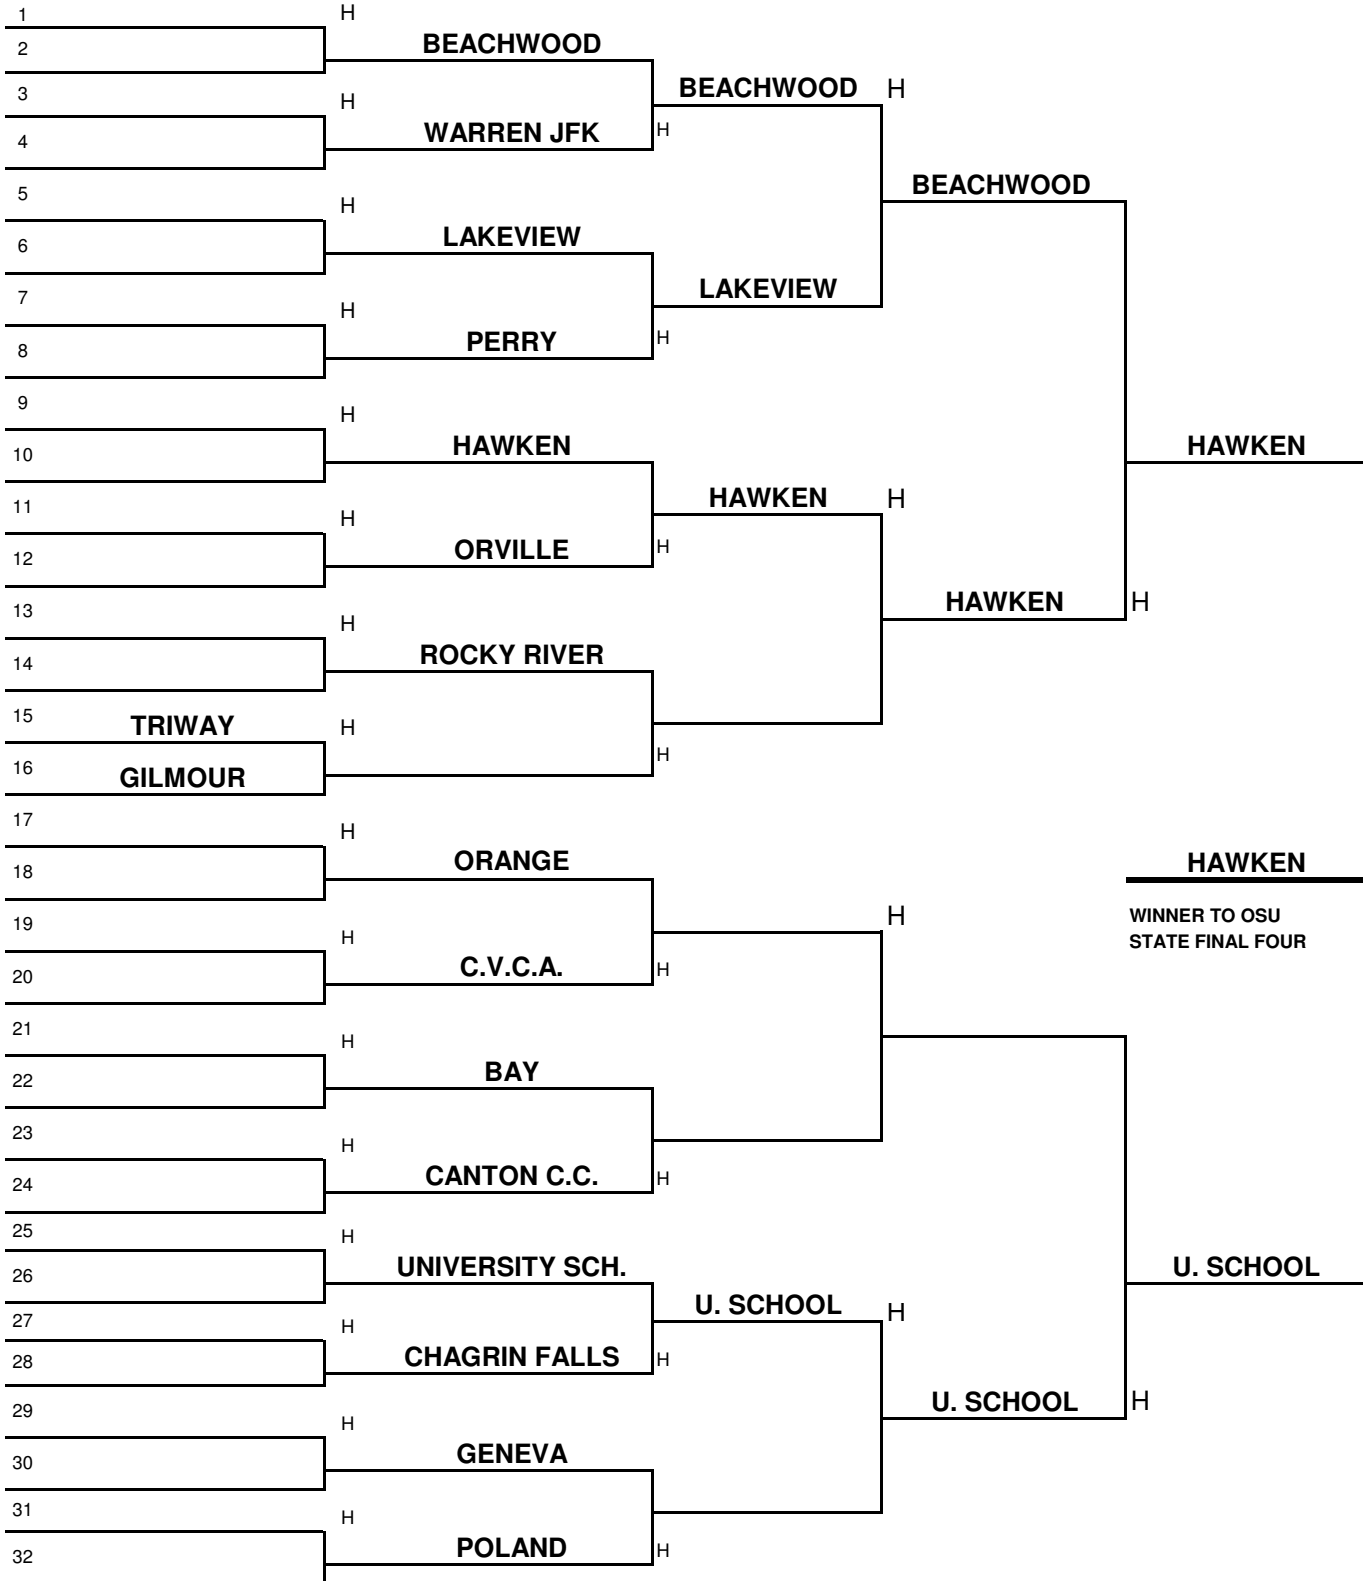 1 H
2 BEACHWOOD
BEACHWOOD H
3 H
4 WARREN JFK H
BEACHWOOD
5 H
6 LAKEVIEW
LAKEVIEW
7 H
8 PERRY H
9 H
10 HAWKEN HAWKEN
HAWKEN H
11 H
12 ORVILLE H
HAWKEN H
13 H
14 ROCKY RIVER
15 TRIWAY H
16 GILMOUR H
17 H
18 ORANGE HAWKEN
H
WINNER TO OSU
STATE FINAL FOUR
19 H
20 C.V.C.A. H
21 H
22 BAY
23 H
24 CANTON C.C. H
25 H
26 UNIVERSITY SCH. U. SCHOOL
U. SCHOOL H
27 H
28 CHAGRIN FALLS H
U. SCHOOL H
29 H
30 GENEVA
31 H
32 POLAND H